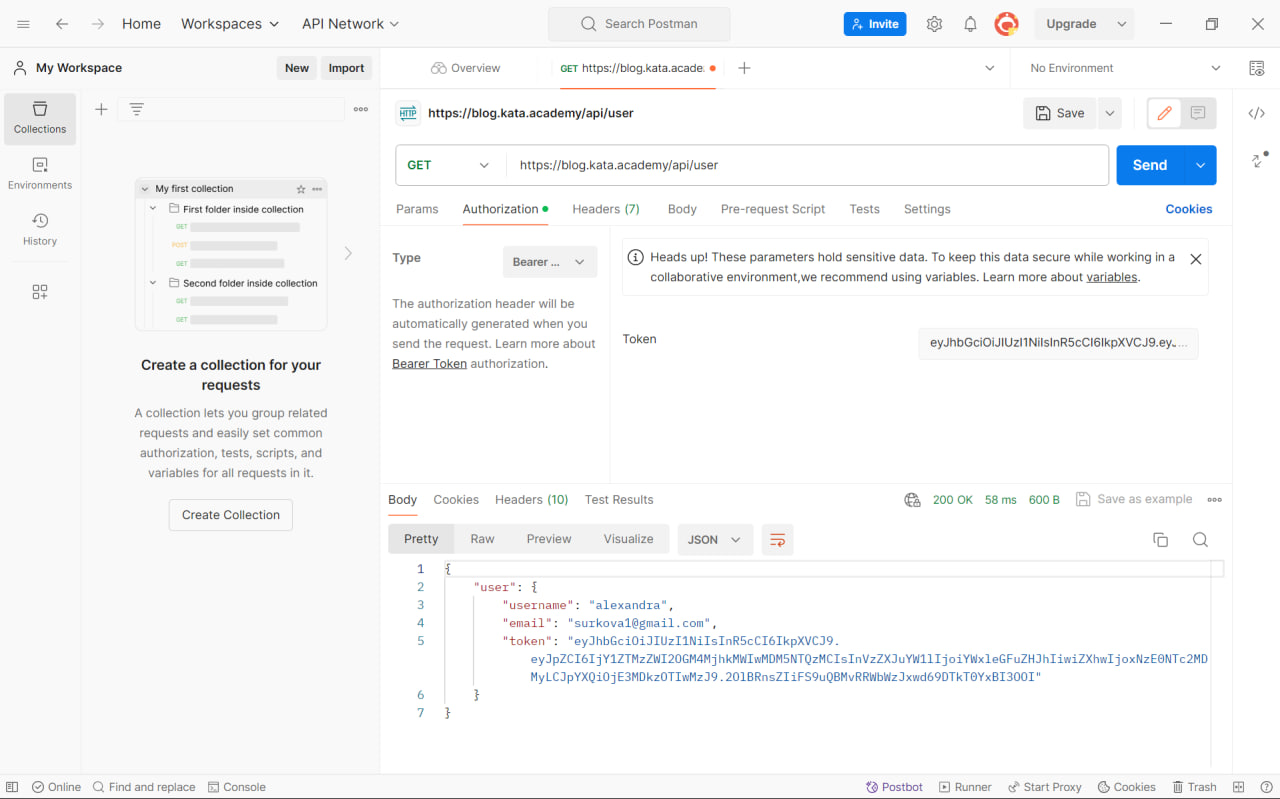 Home Workspaces API Network Search Postman Invite Upgrade
My Workspace New Import Overview GET https://blog.kata.acade. No Environment
Collections
Environments
History
My first collection
First folder inside collection
GET
POST
GET
Second folder inside collection
GET
GET
Create a collection for your
requests
A collection lets you group related
requests and easily set common
authorization, tests, scripts, and
variables for all requests in it.
Create Collection
HTTP https://blog.kata.academy/api/user Save
GET https://blog.kata.academy/api/user Send
Params Authorization Headers (7) Body Pre-request Script Tests Settings Cookies
Type Bearer ...
The authorization header will be
automatically generated when you
send the request. Learn more about
Bearer Token authorization.
Heads up! These parameters hold sensitive data. To keep this data secure while working in a
collaborative environment,we recommend using variables. Learn more about variables.
Token eyJhbGciOiJIUzI1NiIsInR5cCI6IkpXVCJ9.ey...
Body Cookies Headers (10) Test Results 200 OK 58 ms 600 B Save as example
Pretty Raw Preview Visualize JSON
1 {
2 "user": {
3 "username": "alexandra",
4 "email": "surkova1@gmail.com",
5 "token": "eyJhbGciOiJIUzI1NiIsInR5cCI6IkpXVCJ9.
eyJpZCI6IjY1ZTMzZWI2OGM4MjhkMWIwMDM5NTQzMCIsInVzZXJuYW1lIjoiYWxleGFuZHJhIiwiZXhwIjoxNzE0NTc2MD
MyLCJpYXQiOjE3MDkzOTIwMzJ9.2OlBRnsZIiFS9uQBMvRRWbWzJxwd69DTkT0YxBI3OOI"
6 }
7 }
Online Find and replace Console Postbot Runner Start Proxy Cookies Trash